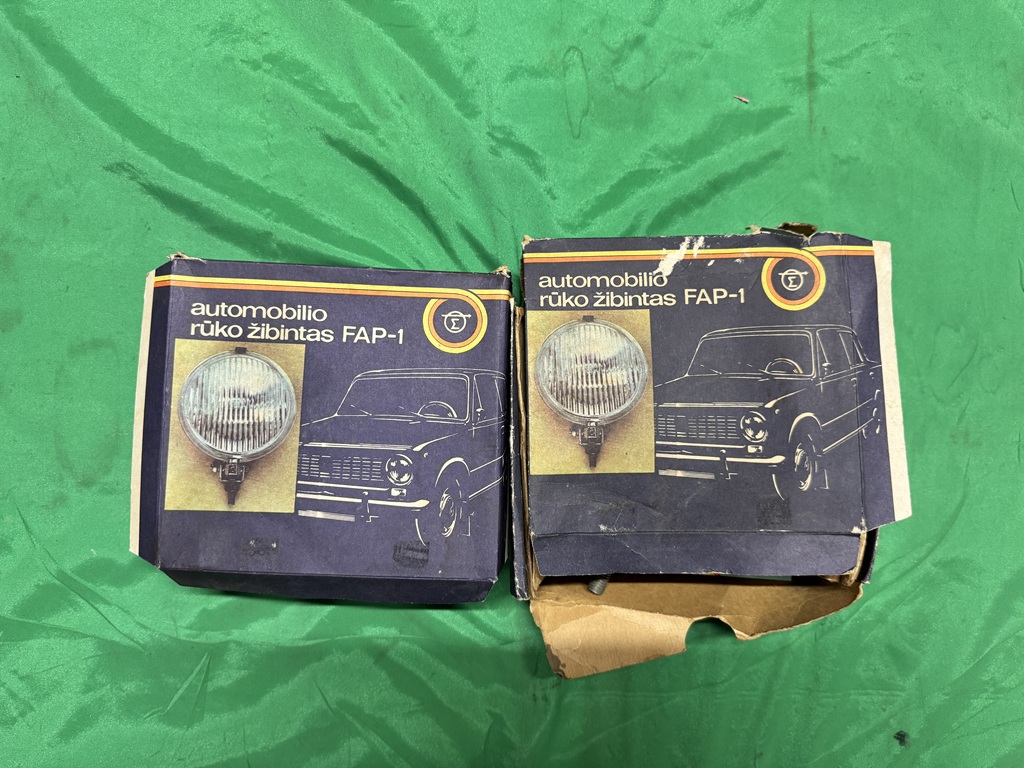 automobilio
rūko žibintas FAP-1
Σ
automobilio
rūko žibintas FAP-1
Σ